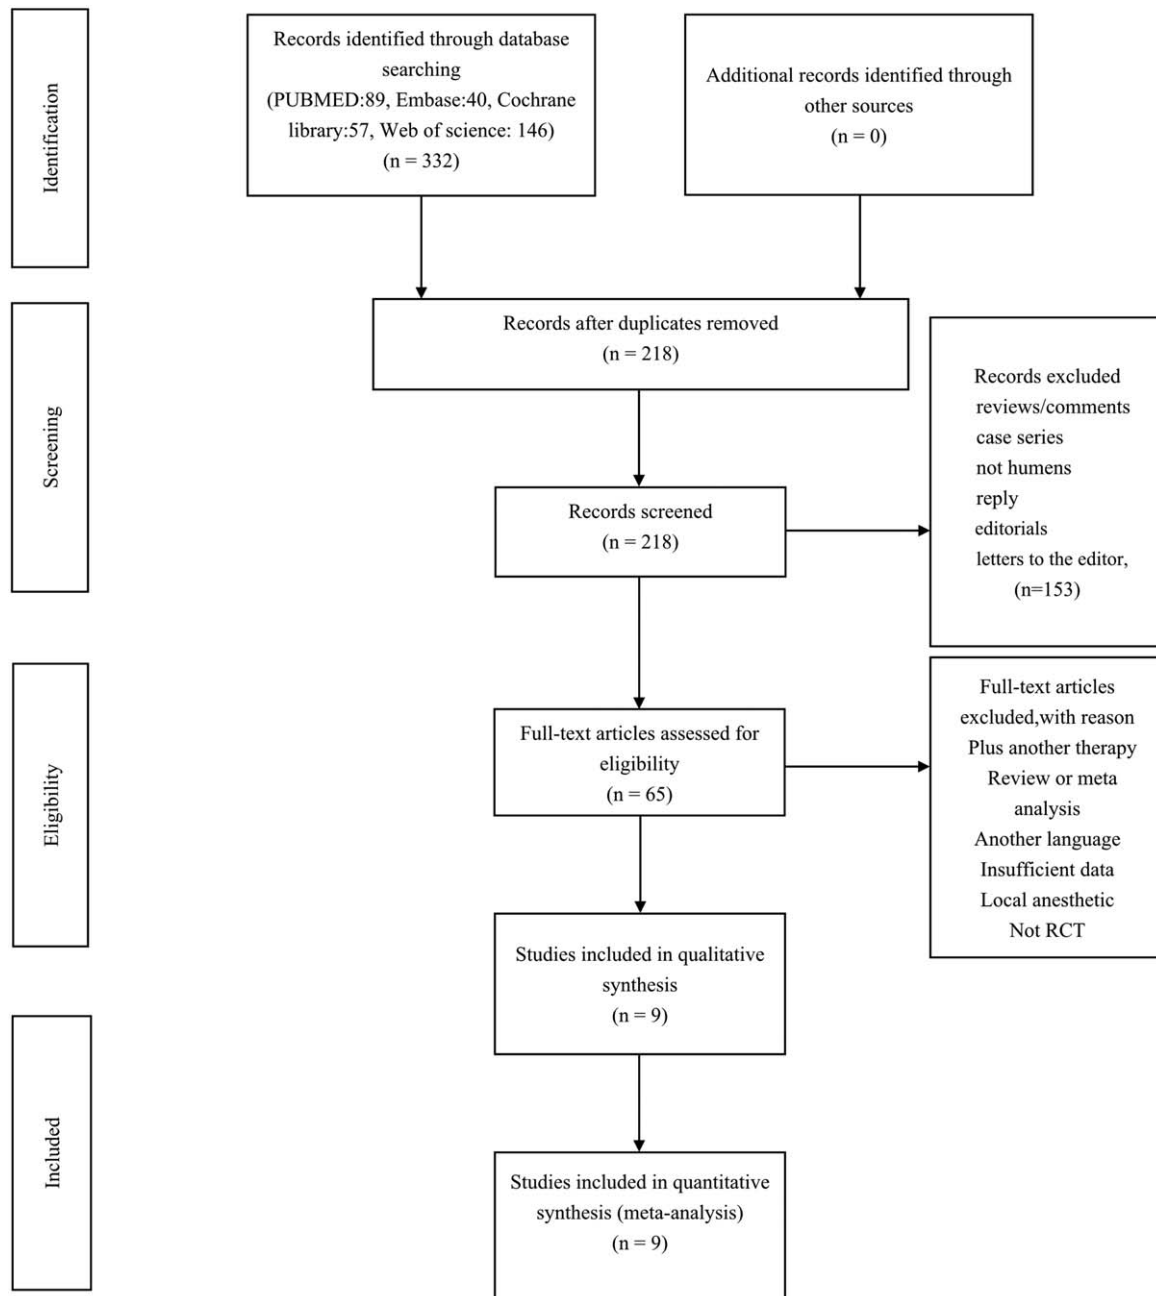 Identification
Records identified through database
searching
(PUBMED:89, Embase:40, Cochrane
library:57, Web of science: 146)
(n = 332)
Additional records identified through
other sources
(n = 0)
Screening
Records after duplicates removed
(n = 218)
Records screened
(n = 218)
Records excluded
reviews/comments
case series
not humens
reply
editorials
letters to the editor,
(n=153)
Eligibility
Full-text articles assessed for
eligibility
(n = 65)
Full-text articles
excluded,with reason
Plus another therapy
Review or meta
analysis
Another language
Insufficient data
Local anesthetic
Not RCT
Studies included in qualitative
synthesis
(n = 9)
Included
Studies included in quantitative
synthesis (meta-analysis)
(n = 9)